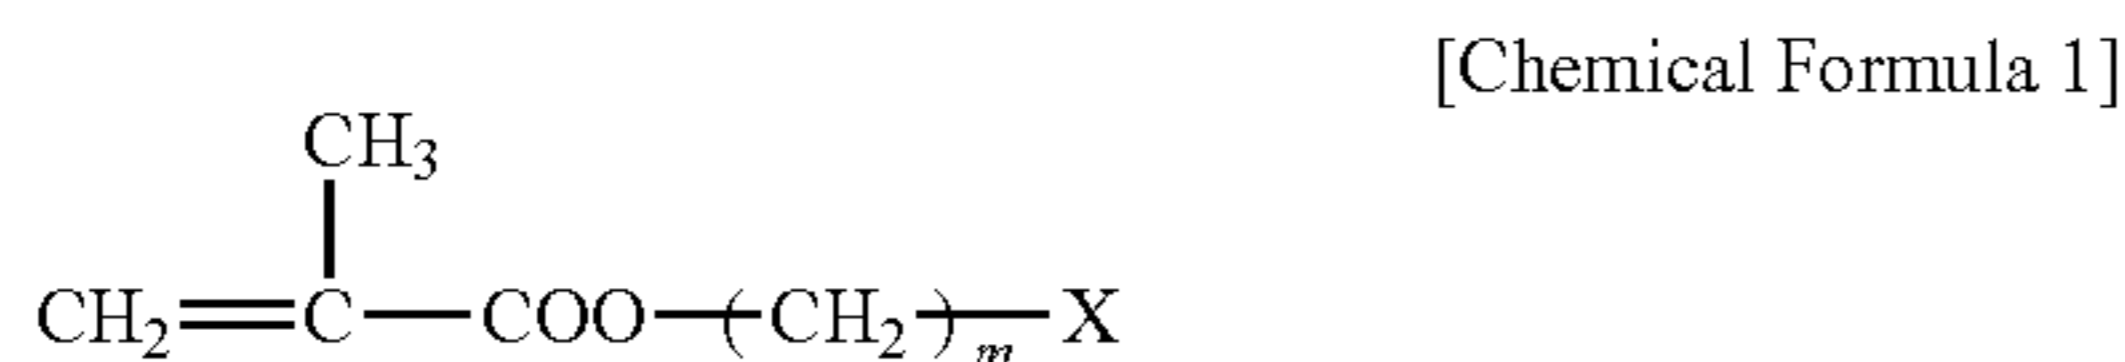 [Chemical Formula 1]
CH3
CH2=C—COO—(CH2)m—X